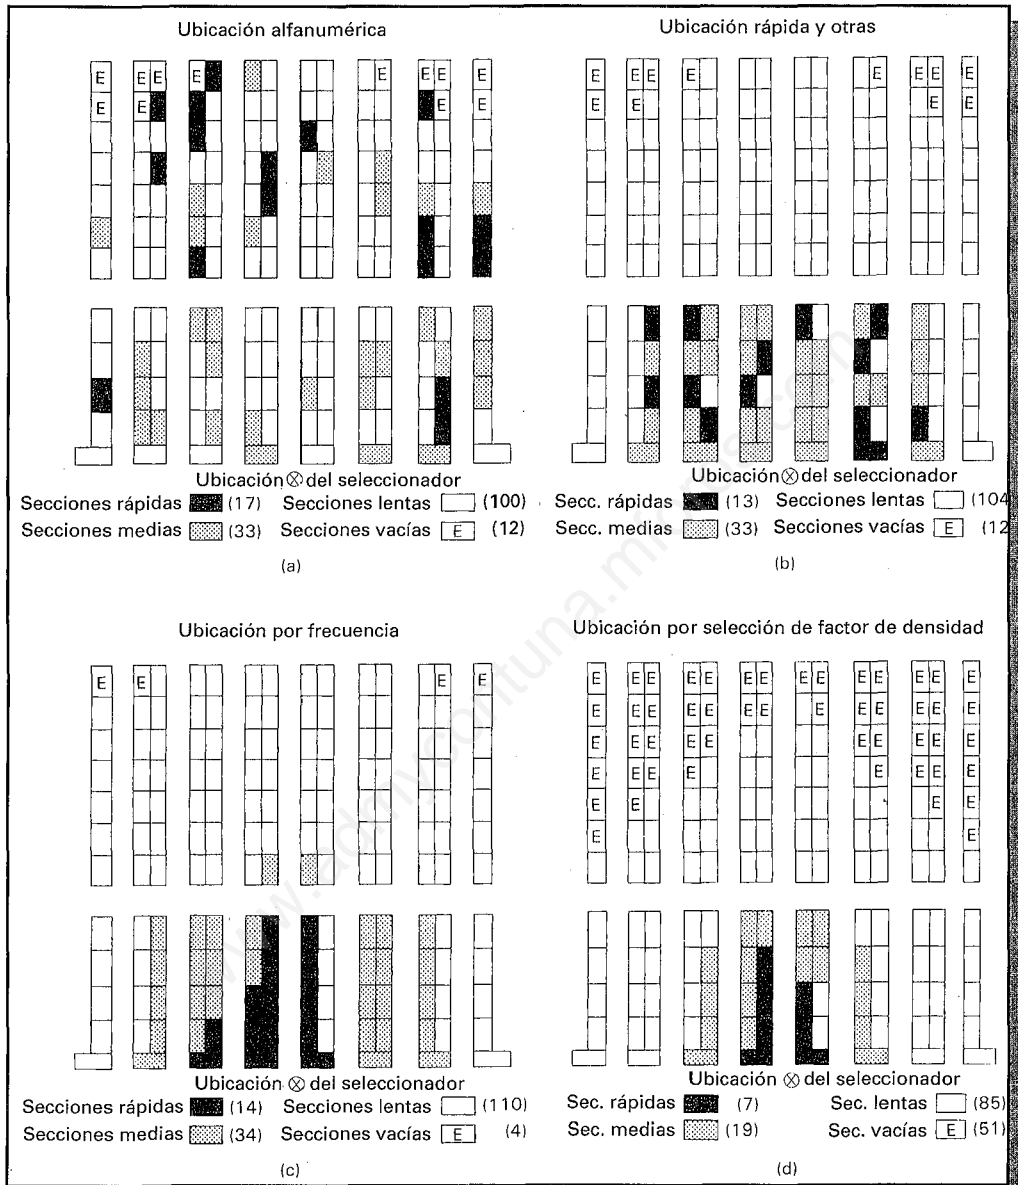 Ubicación alfanumérica
E E E E E E E E
E E E E
Ubicación ⊗ del seleccionador
Secciones rápidas (17) Secciones lentas (100)
Secciones medias (33) Secciones vacías E (12)
(a)
Ubicación rápida y otras
E E E E E E E E
E E E E
Ubicación ⊗ del seleccionador
Secc. rápidas (13) Secciones lentas (104
Secc. medias (33) Secciones vacías E (12
(b)
Ubicación por frecuencia
E E E E
Ubicación ⊗ del seleccionador
Secciones rápidas (14) Secciones lentas (110)
Secciones medias (34) Secciones vacías E (4)
(c)
Ubicación por selección de factor de densidad
E E E E E E E E E E E E E E
E E E E E E E E E E E E E
E E E E E E E E E E
E E E E E E E E
E E E E
E E
Ubicación ⊗ del seleccionador
Sec. rápidas (7) Sec. lentas (85)
Sec. medias (19) Sec. vacías E (51)
(d)